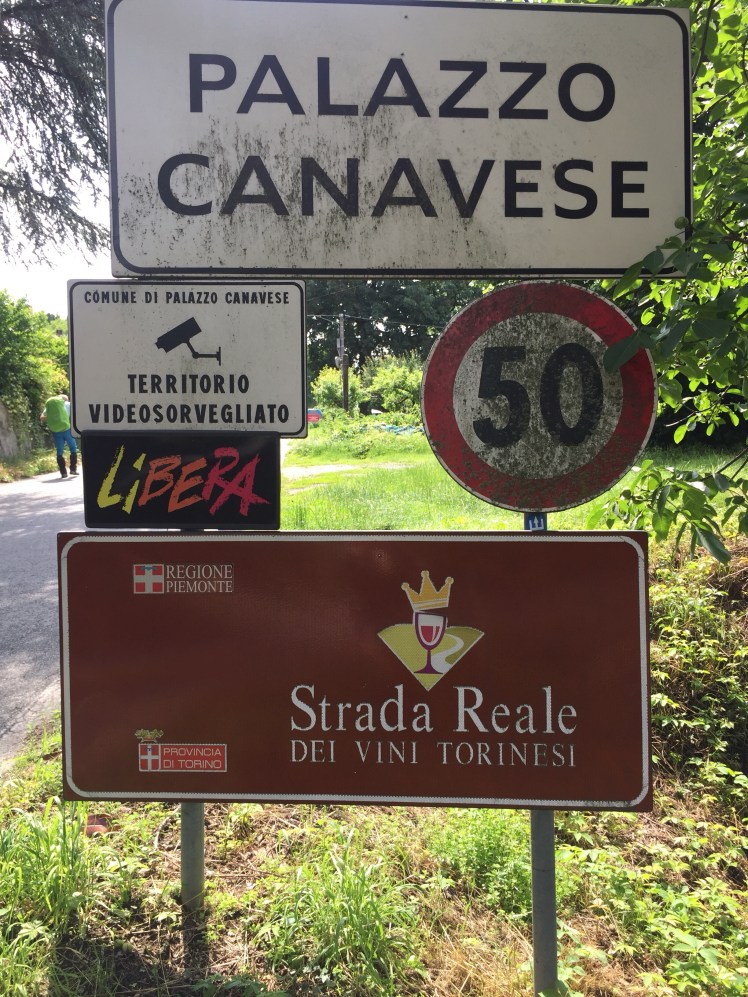 PALAZZO
CANAVESE
COMUNE DI PALAZZO CANAVESE
TERRITORIO
VIDEOSORVEGLIATO
50
LIBERA
REGIONE
PIEMONTE
Strada Reale
DEI VINI TORINESI
PROVINCIA
DI TORINO